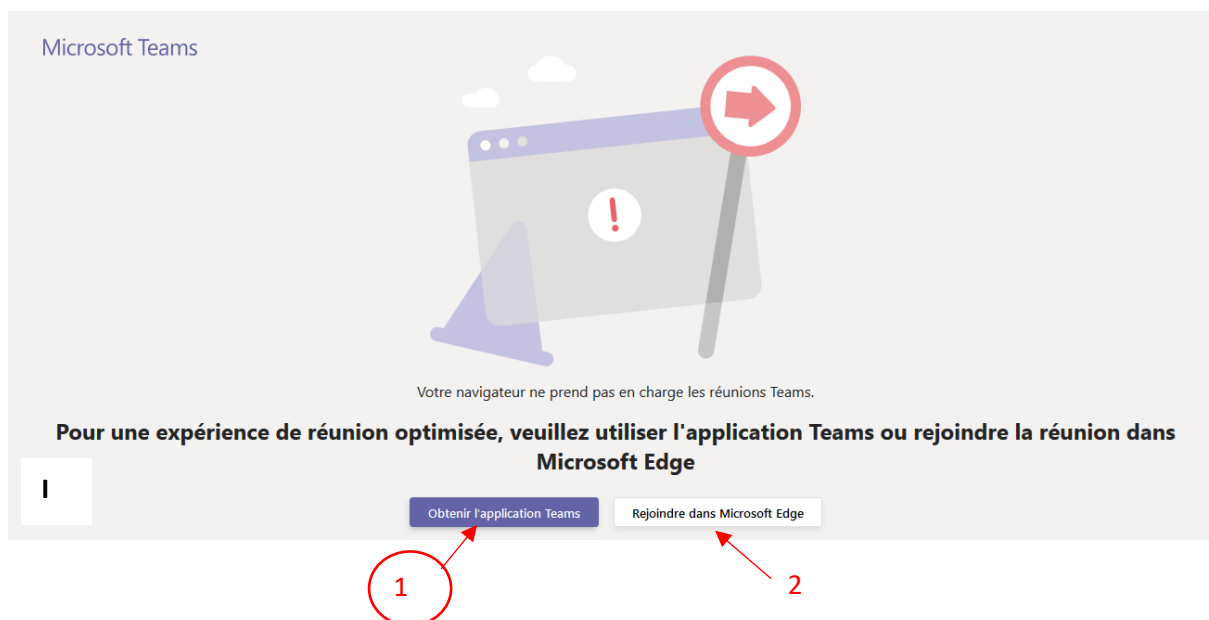 Microsoft Teams
Votre navigateur ne prend pas en charge les réunions Teams.
Pour une expérience de réunion optimisée, veuillez utiliser l'application Teams ou rejoindre la réunion dans
Microsoft Edge
I
Obtenir l'application Teams Rejoindre dans Microsoft Edge
1 2